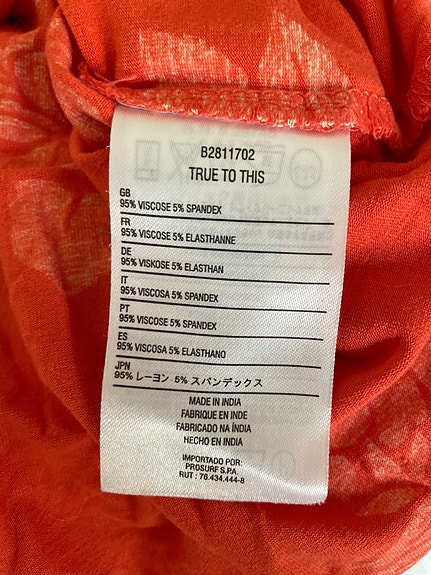 B2811702
TRUE TO THIS
GB
95% VISCOSE 5% SPANDEX
FR
95% VISCOSE 5% ELASTHANNE
DE
95% VISKOSE 5% ELASTHAN
IT
95% VISCOSA 5% SPANDEX
PT
95% VISCOSE 5% SPANDEX
ES
95% VISCOSA 5% ELASTHANO
JPN
95% レーヨン 5% スパンデックス
MADE IN INDIA
FABRIQUE EN INDE
FABRICADO NA ÍNDIA
HECHO EN INDIA
IMPORTADO POR:
PROSURF S.P.A.
RUT : 76.434.444-8